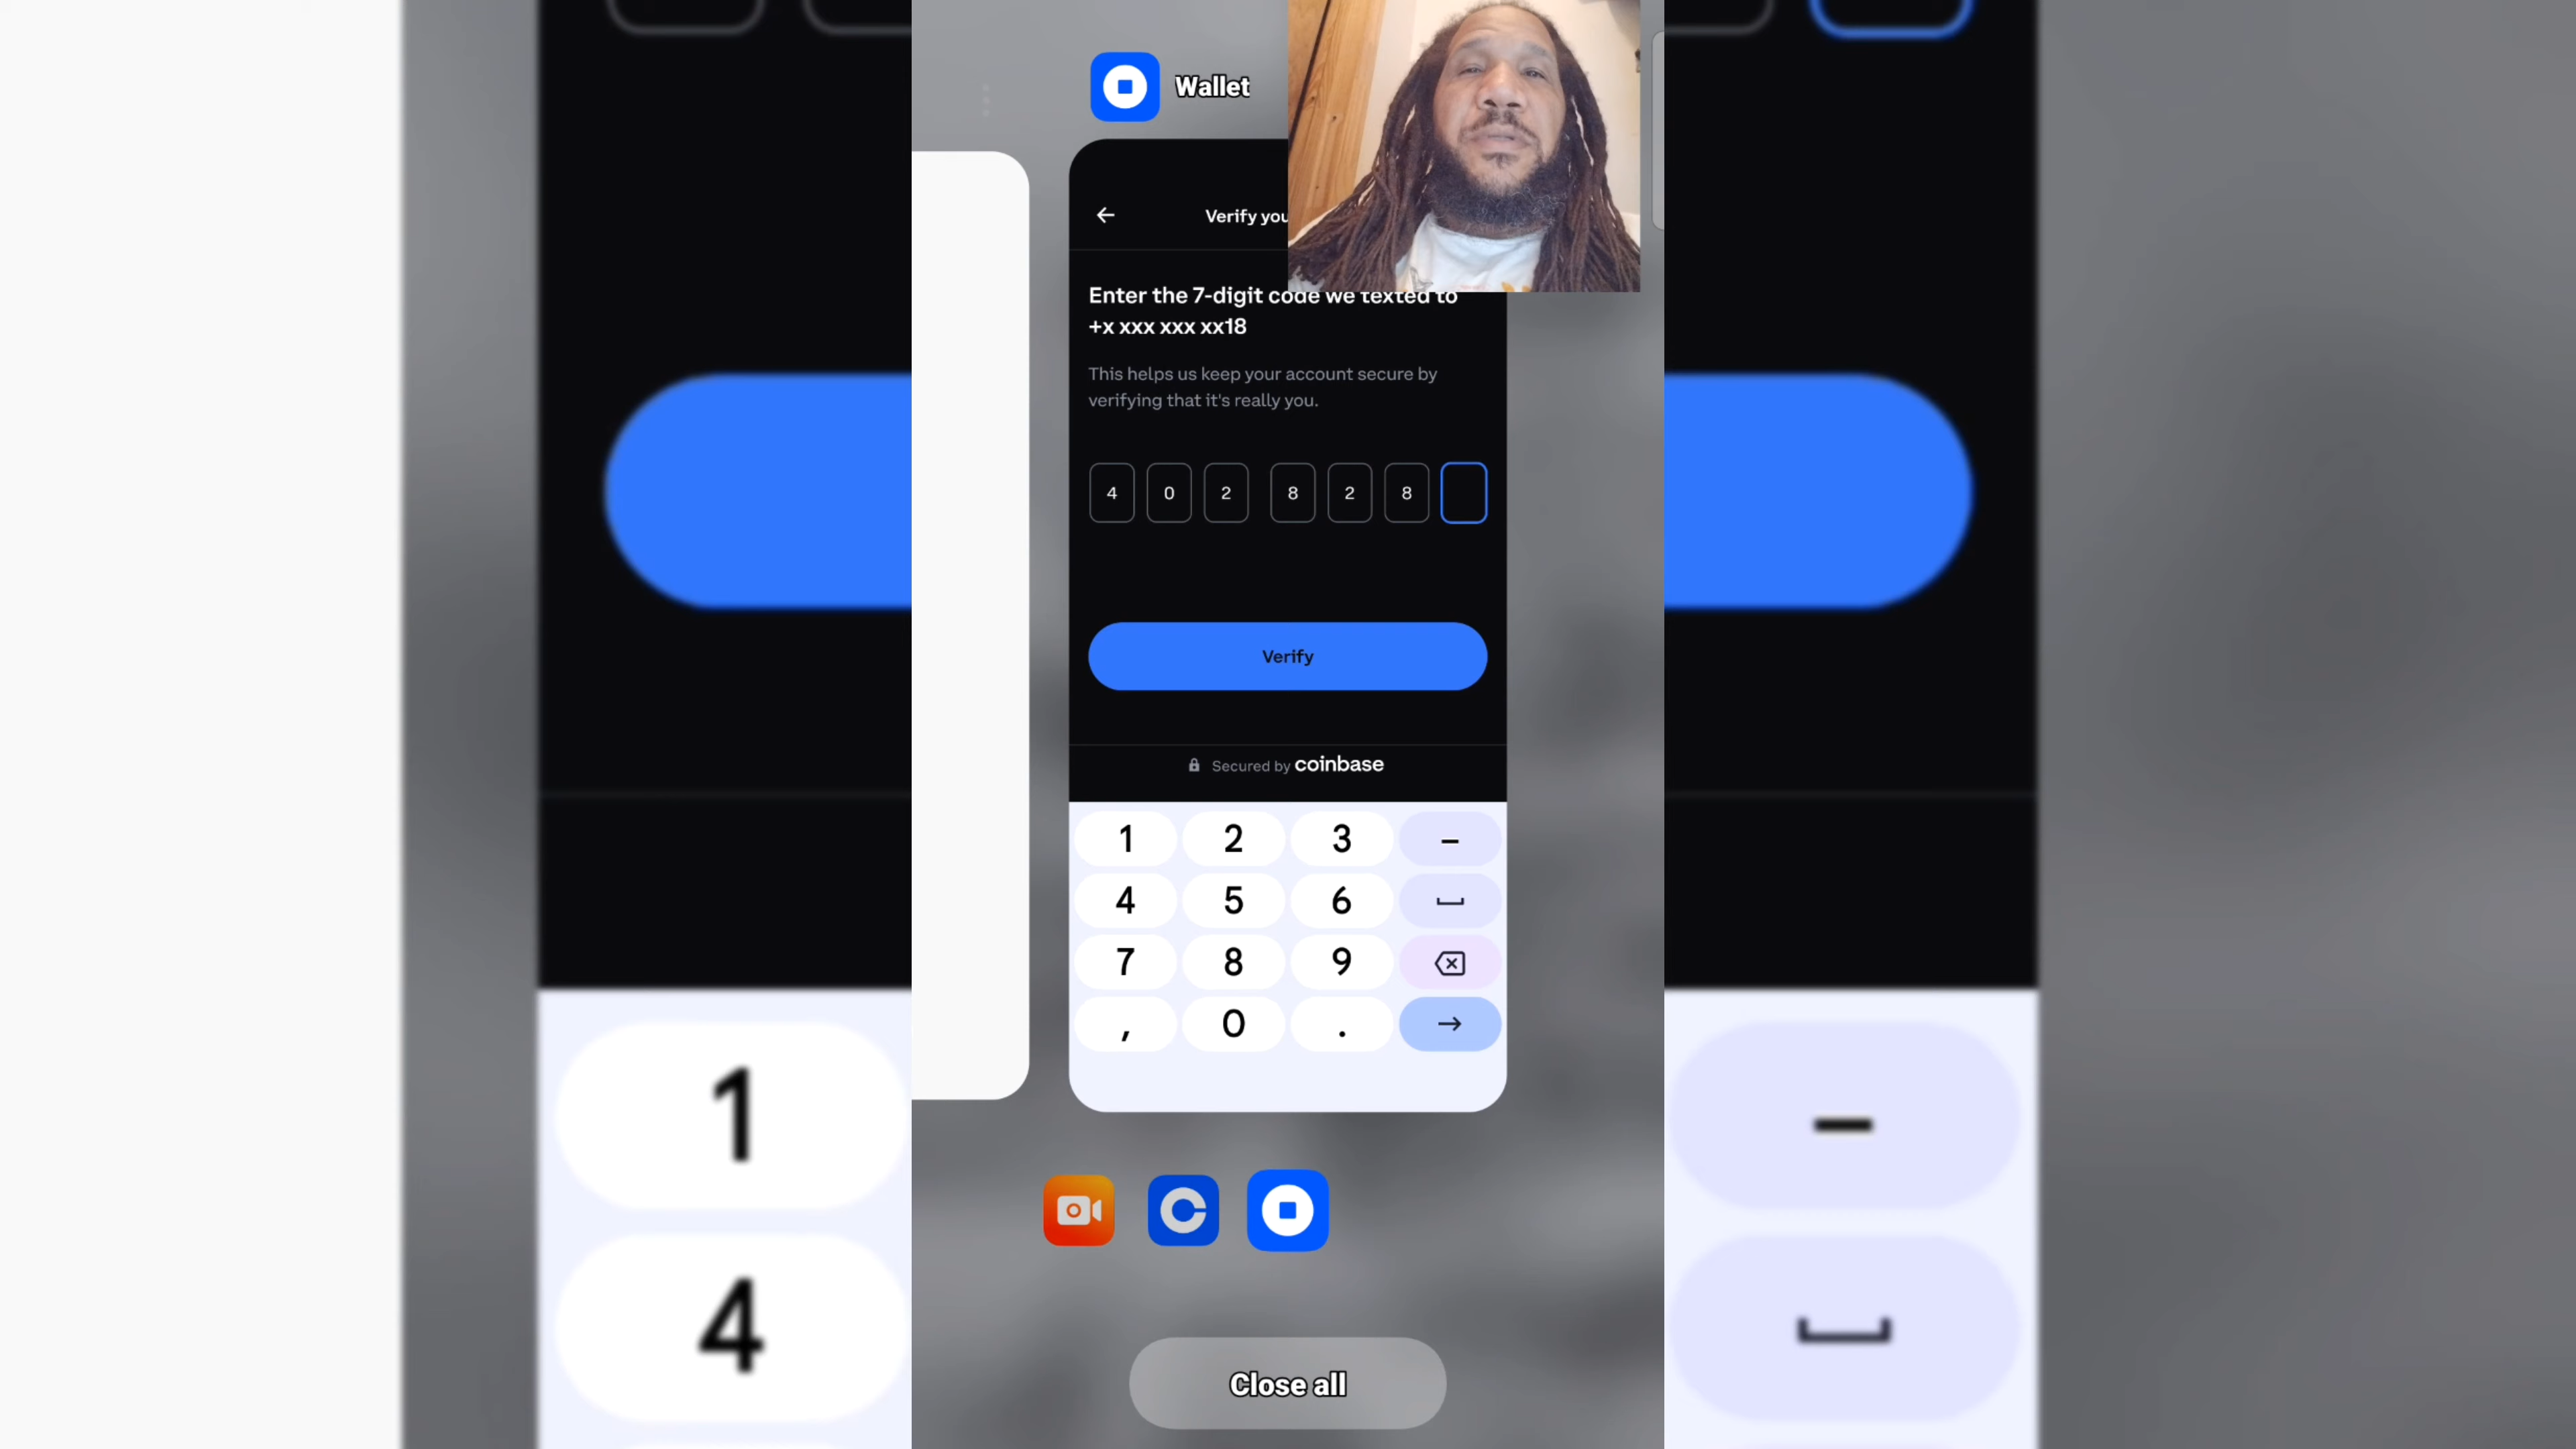 Wallet
Verify you
Enter the 7-digit code we texted to
+x xxx xxx xx18
This helps us keep your account secure by
verifying that it's really you.
4 0 2 8 2 8
Verify
Secured by coinbase
1 2 3 –
4 5 6
7 8 9
, 0 .
Close all
1
–
4